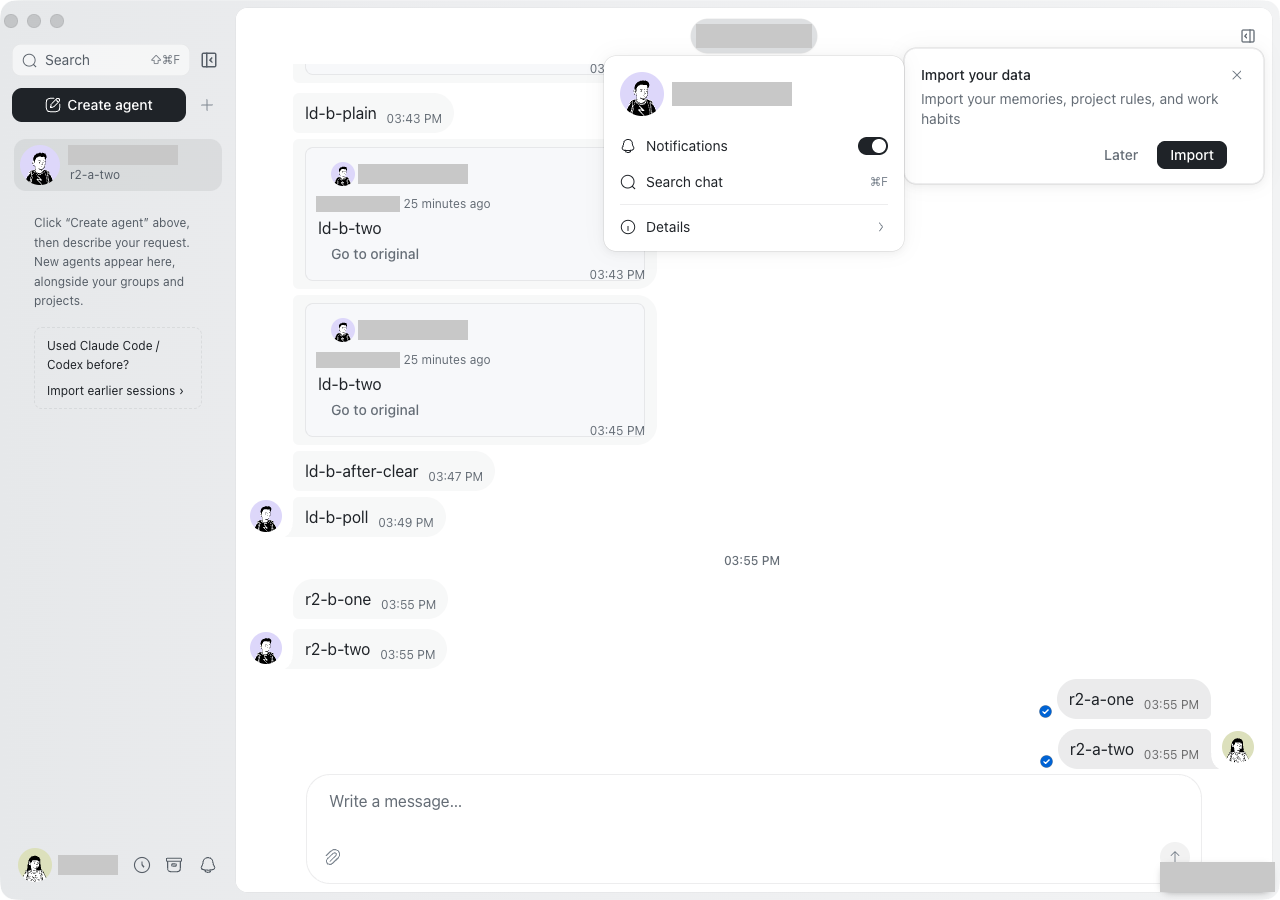 Search ⇧⌘F
Create agent
r2-a-two
Click “Create agent” above,
then describe your request.
New agents appear here,
alongside your groups and
projects.
Used Claude Code /
Codex before?
Import earlier sessions ›
03
ld-b-plain 03:43 PM
25 minutes ago
ld-b-two
Go to original
03:43 PM
25 minutes ago
ld-b-two
Go to original
03:45 PM
ld-b-after-clear 03:47 PM
ld-b-poll 03:49 PM
03:55 PM
r2-b-one 03:55 PM
r2-b-two 03:55 PM
r2-a-one 03:55 PM
r2-a-two 03:55 PM
Write a message...
Notifications
Search chat ⌘F
Details
Import your data
Import your memories, project rules, and work
habits
Later Import